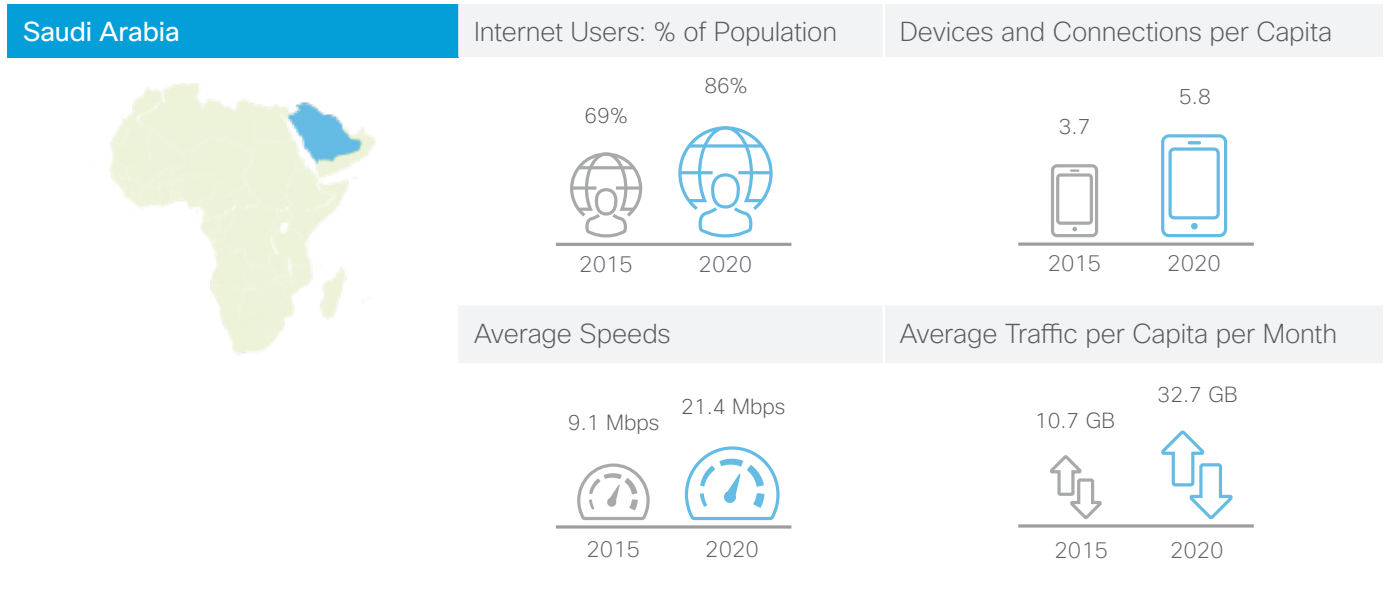 Saudi Arabia
Internet Users: % of Population
Devices and Connections per Capita
69%
86%
2015
2020
3.7
5.8
2015
2020
Average Speeds
Average Traffic per Capita per Month
9.1 Mbps
21.4 Mbps
2015
2020
10.7 GB
32.7 GB
2015
2020